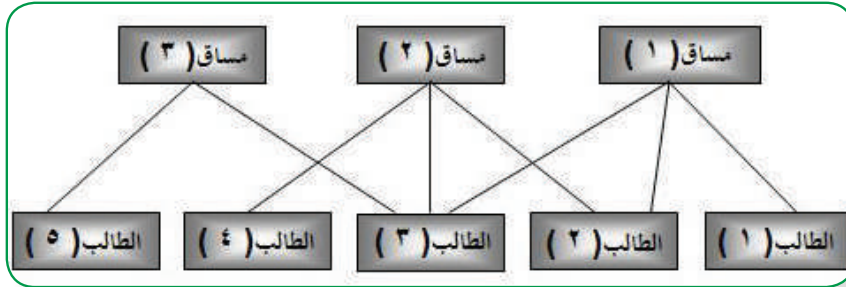 مساق( ١ ) مساق( ٢ ) مساق( ٣ )
الطالب( ١ ) الطالب( ٢ ) الطالب( ٣ ) الطالب( ٤ ) الطالب( ٥ )